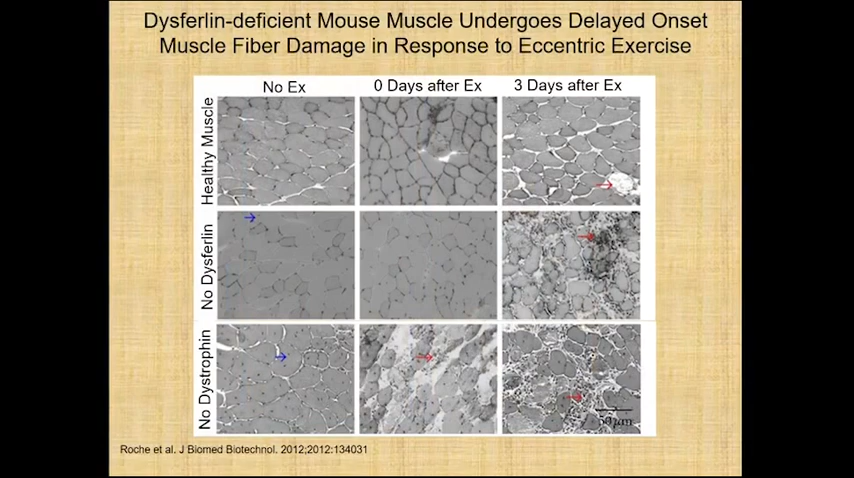 Dysferlin-deficient Mouse Muscle Undergoes Delayed Onset
Muscle Fiber Damage in Response to Eccentric Exercise
No Ex
0 Days after Ex
3 Days after Ex
Healthy Muscle
No Dysferlin
No Dystrophin
50µm
Roche et al. J Biomed Biotechnol. 2012;2012:134031